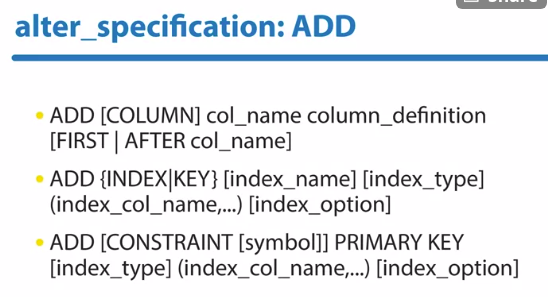 Share
alter_specification: ADD
• ADD [COLUMN] col_name column_definition
[FIRST | AFTER col_name]
• ADD {INDEX|KEY} [index_name] [index_type]
(index_col_name,...) [index_option]
• ADD [CONSTRAINT [symbol]] PRIMARY KEY
[index_type] (index_col_name,...) [index_option]